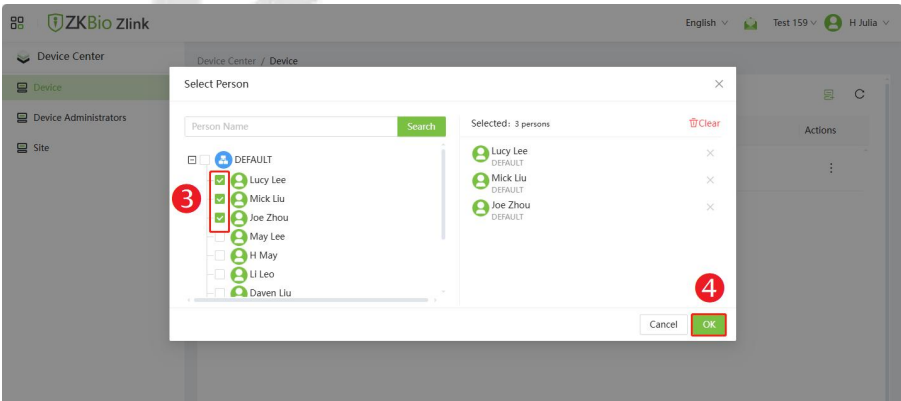 ZKBio Zlink
English
Test 159
H Julia
Device Center
Device Center / Device
Device
Device Administrators
Site
Actions
Select Person
Person Name
Search
DEFAULT
Lucy Lee
Mick Liu
Joe Zhou
May Lee
H May
Li Leo
Daven Liu
3
Selected: 3 persons
Clear
Lucy Lee
DEFAULT
Mick Liu
DEFAULT
Joe Zhou
DEFAULT
4
Cancel
OK